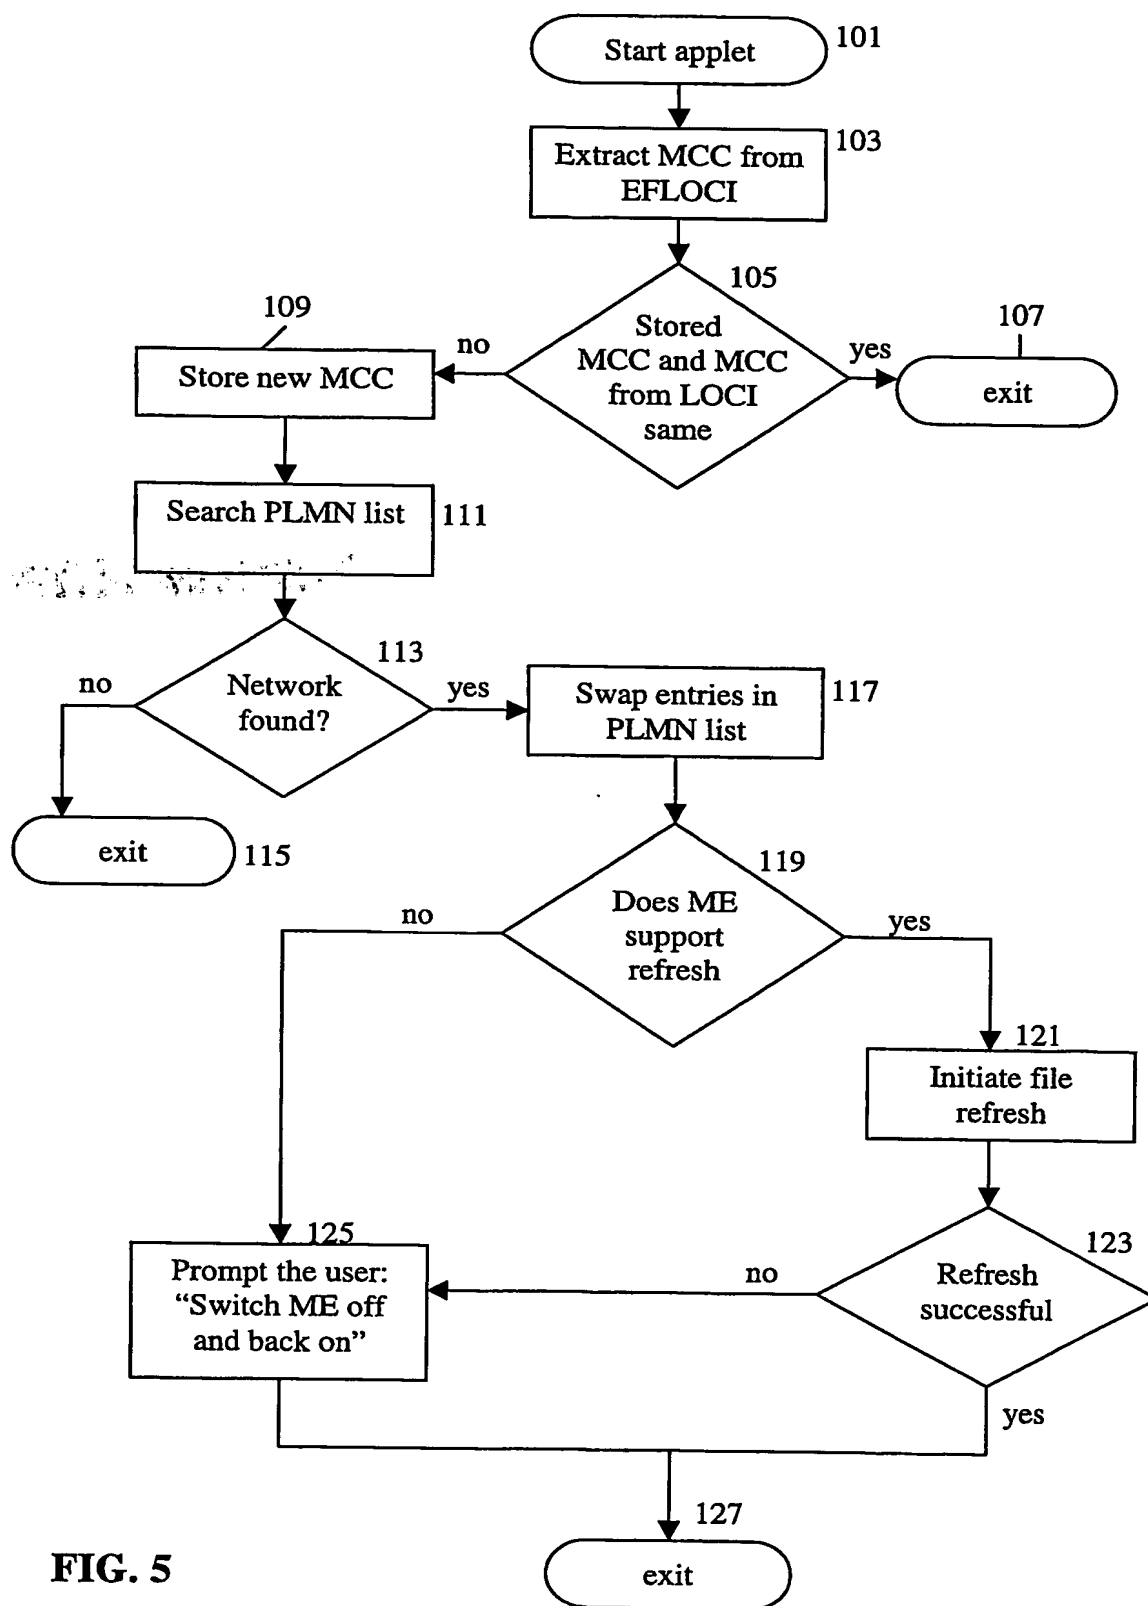 Start applet
101
Extract MCC from
EFLOCI
103
105
Stored
MCC and MCC
from LOCI
same
no
yes
109
Store new MCC
107
exit
Search PLMN list
111
113
Network
found?
no
yes
Swap entries in
PLMN list
117
exit
115
119
Does ME
support
refresh
no
yes
121
Initiate file
refresh
125
Prompt the user:
“Switch ME off
and back on”
123
Refresh
successful
no
yes
127
exit
FIG. 5